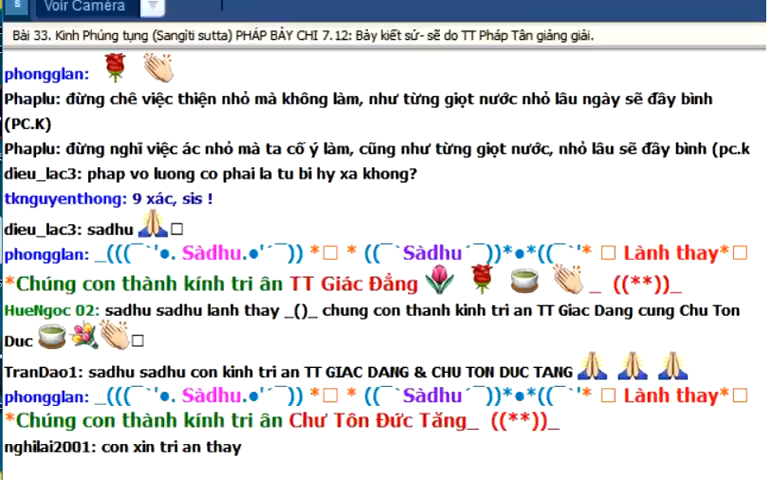 s Voir Caméra
Bài 33. Kinh Phúng tụng (Sangìti sutta) PHÁP BẢY CHI 7.12: Bảy kiết sử- sẽ do TT Pháp Tân giảng giải.
phongglan:
Phaplu: đừng chê việc thiện nhỏ mà không làm, như từng giọt nước nhỏ lâu ngày sẽ đầy bình
(PC.K)
Phaplu: đừng nghĩ việc ác nhỏ mà ta cố ý làm, cũng như từng giọt nước, nhỏ lâu sẽ đầy bình (pc.k
dieu_lac3: phap vo luong co phai la tu bi hy xa khong?
tknguyenthong: 9 xác, sis !
dieu_lac3: sadhu 🙏□
phongglan: _(((¯`'●. Sàdhu.●'´¯)) *□ * ((¯`Sàdhu´¯))*●*((¯`'* □ Lành thay*□
*Chúng con thành kính tri ân TT Giác Đẳng _ ((**))_
HueNgoc 02: sadhu sadhu lanh thay _()_ chung con thanh kinh tri an TT Giac Dang cung Chu Ton
Duc □
TranDao1: sadhu sadhu con kinh tri an TT GIAC DANG & CHU TON DUC TANG
phongglan: _(((¯`'●. Sàdhu.●'´¯)) *□ * ((¯`Sàdhu´¯))*●*((¯`'* □ Lành thay*□
*Chúng con thành kính tri ân Chư Tôn Đức Tăng_ ((**))_
nghilai2001: con xin tri an thay